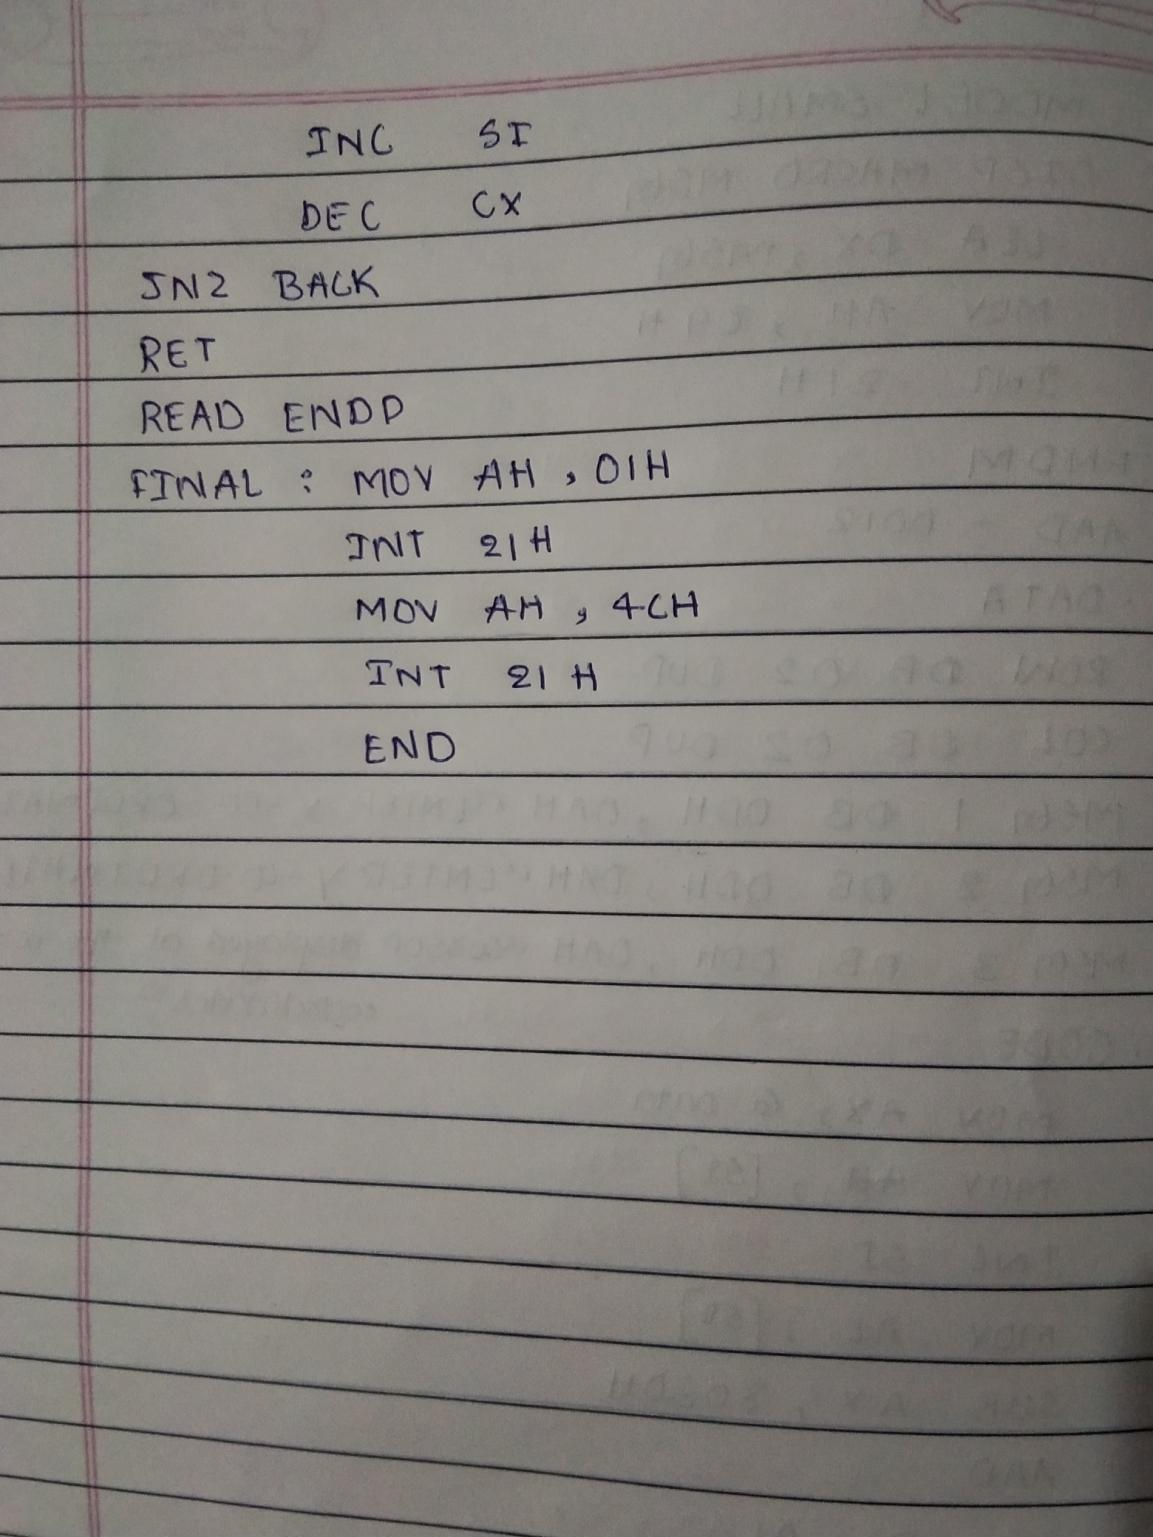 INC SI
DEC CX
JNZ BACK
RET
READ ENDP
FINAL : MOV AH , 01H
INT 21H
MOV AH , 4CH
INT 21H
END